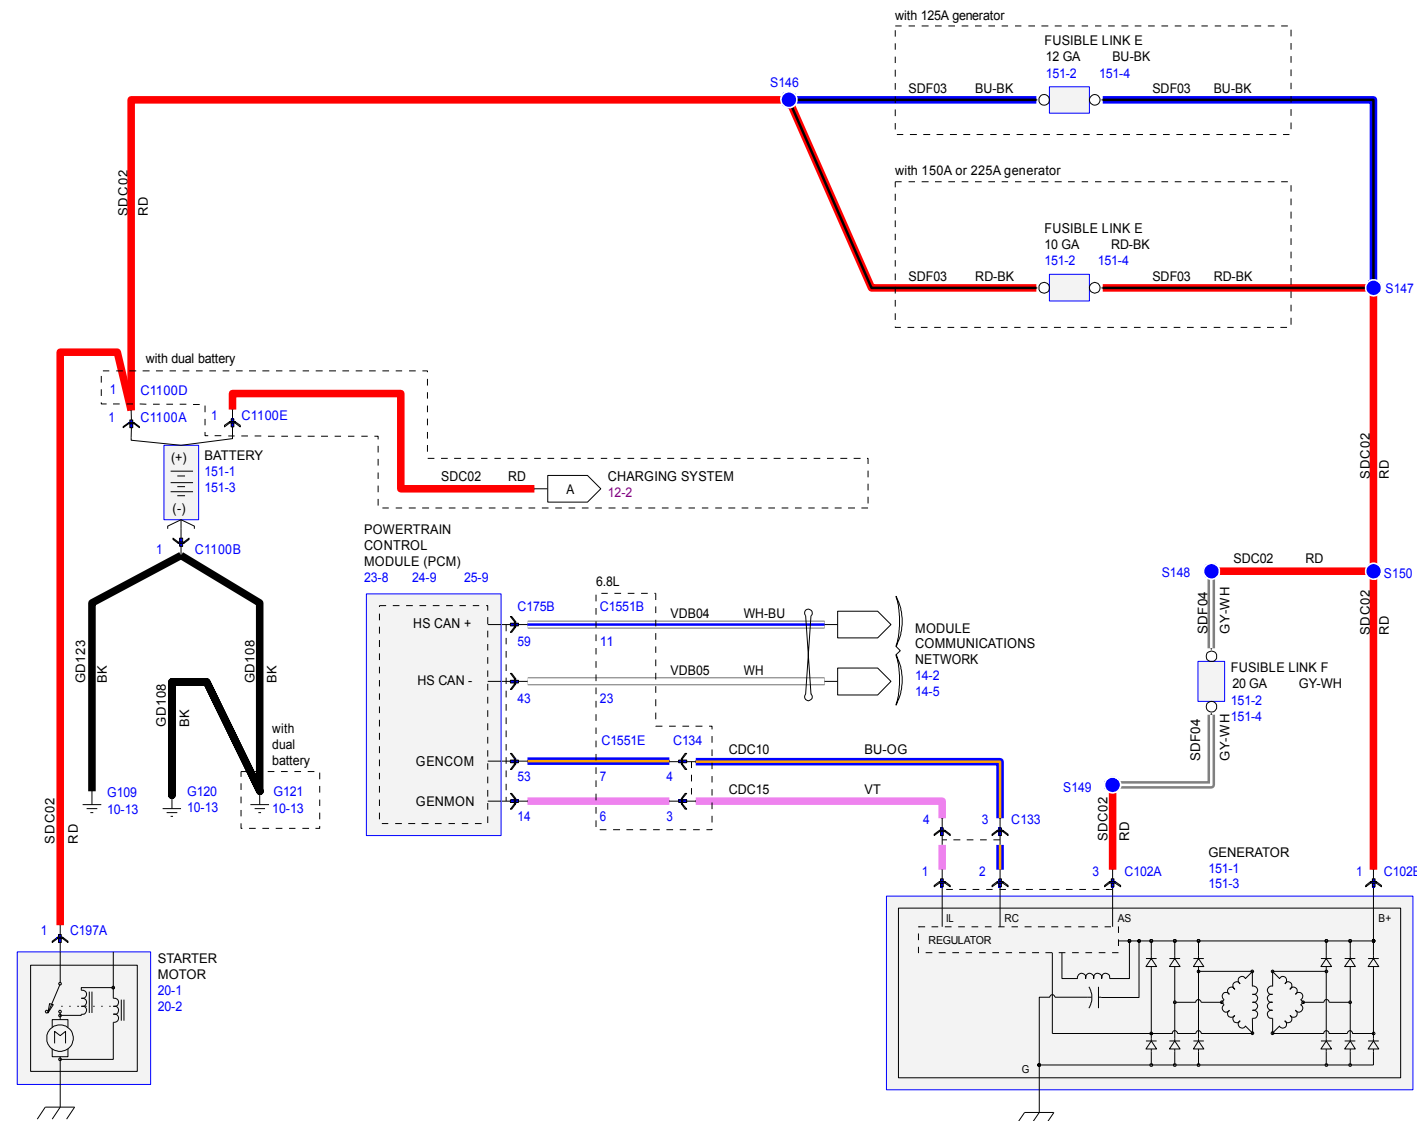 with 125A generator
FUSIBLE LINK E
12 GA BU-BK
151-2 151-4
S146
SDF03 BU-BK
SDF03 BU-BK
with 150A or 225A generator
FUSIBLE LINK E
10 GA RD-BK
151-2 151-4
SDF03 RD-BK
SDF03 RD-BK
S147
SDC02
RD
with dual battery
1 C1100D
1 C1100A
1 C1100E
BATTERY
151-1
151-3
(+)
(-)
SDC02 RD
A
CHARGING SYSTEM
12-2
SDC02
RD
1 C1100B
POWERTRAIN
CONTROL
MODULE (PCM)
23-8 24-9 25-9
6.8L
C175B
C1551B
HS CAN +
59
11
VDB04 WH-BU
HS CAN -
43
23
VDB05 WH
MODULE
COMMUNICATIONS
NETWORK
14-2
14-5
S148
SDC02 RD
S150
SDF04
GY-WH
SDC02
RD
FUSIBLE LINK F
20 GA GY-WH
151-2
151-4
SDF04
GY-WH
GD123
BK
GD108
BK
GD108
BK
with
dual
battery
G109
10-13
G120
10-13
G121
10-13
C1551E
C134
GENCOM
53
7
4
CDC10 BU-OG
GENMON
14
6
3
CDC15 VT
S149
SDC02
RD
SDC02
RD
4
3 C133
1
2
3 C102A
GENERATOR
151-1
151-3
1 C102B
IL
RC
AS
B+
REGULATOR
G
1 C197A
STARTER
MOTOR
20-1
20-2
M